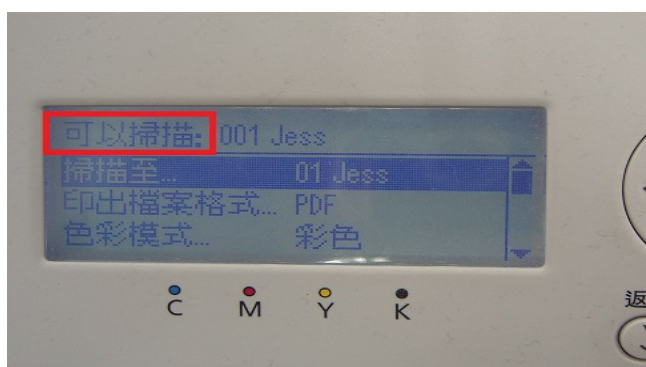 可以掃描: 001 Jess
掃描至... 01 Jess
印出檔案格式... PDF
色彩模式... 彩色
C M Y K
返